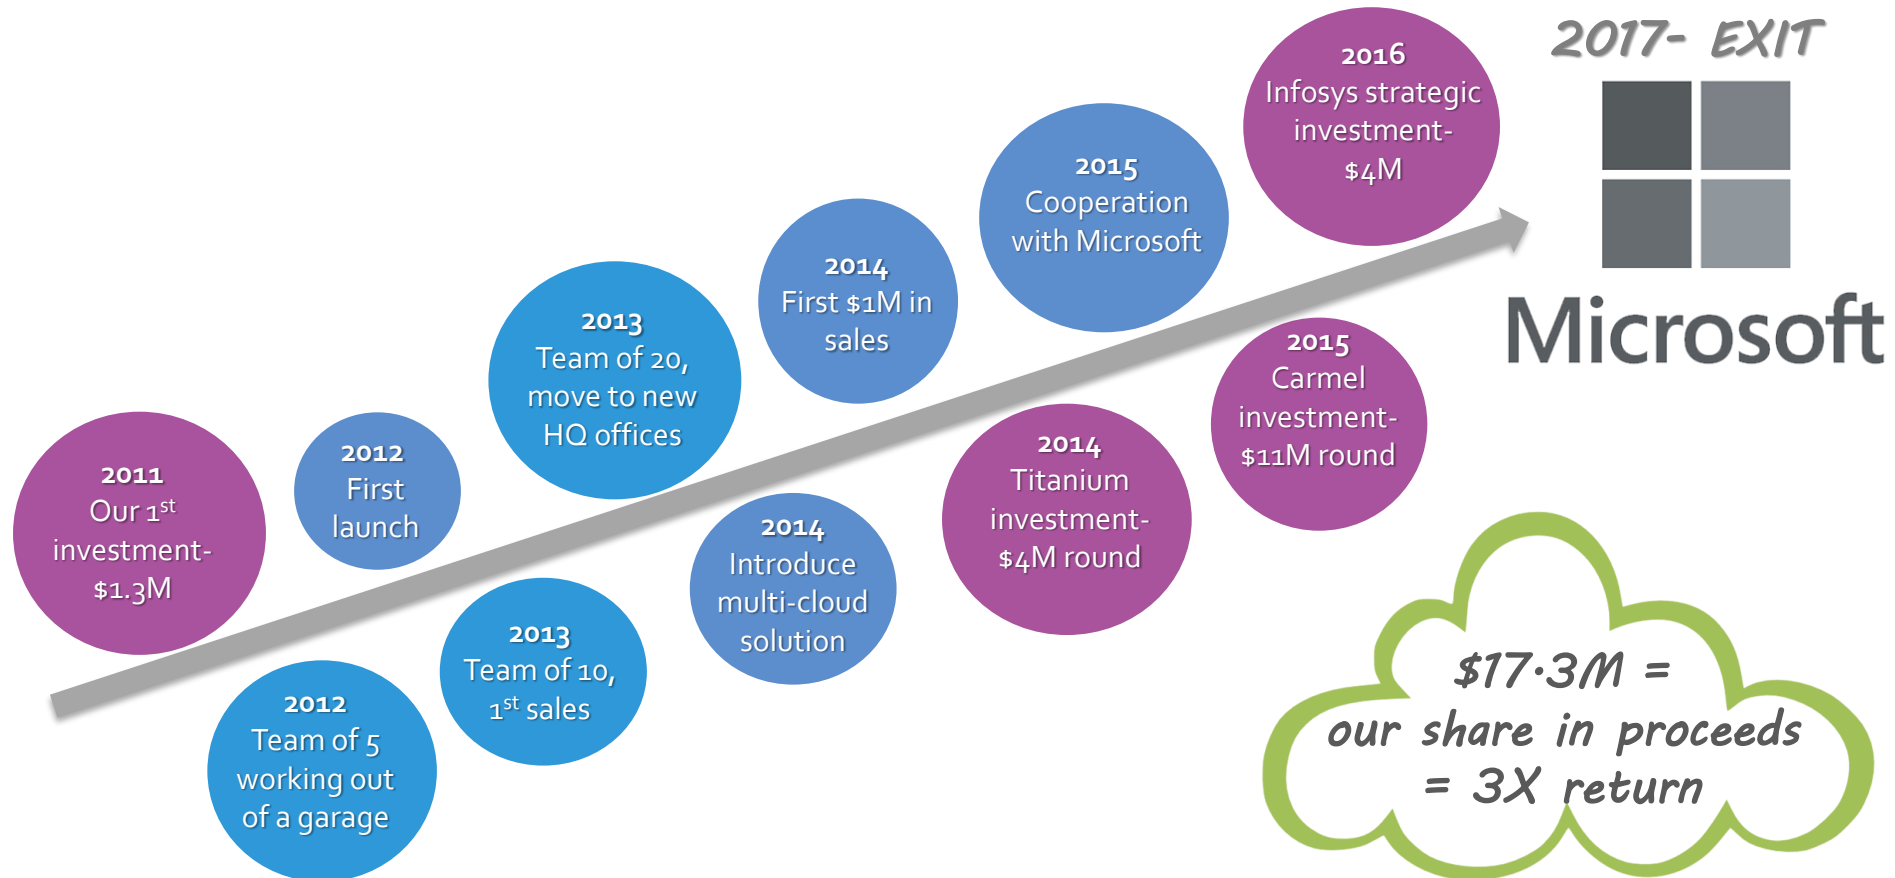 2011
Our 1st
investment-
$1.3M
2012
First
launch
2012
Team of 5
working out
of a garage
2013
Team of 20,
move to new
HQ offices
2013
Team of 10,
1st sales
2014
First $1M in
sales
2014
Introduce
multi-cloud
solution
2015
Cooperation
with Microsoft
2014
Titanium
investment-
$4M round
2016
Infosys strategic
investment-
$4M
2015
Carmel
investment-
$11M round
2017- EXIT
Microsoft
$17.3M =
our share in proceeds
= 3X return